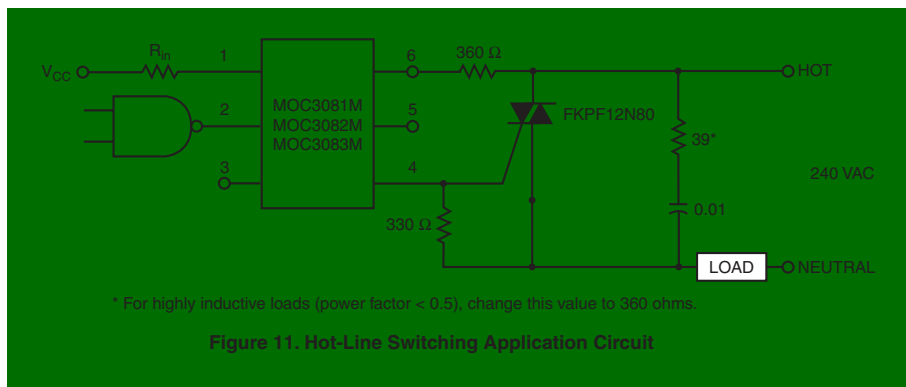 R_in
V_CC
1
2
3
MOC3081M
MOC3082M
MOC3083M
6
5
4
360 Ω
330 Ω
FKPF12N80
39*
0.01
HOT
240 VAC
LOAD
NEUTRAL
* For highly inductive loads (power factor < 0.5), change this value to 360 ohms.
Figure 11. Hot-Line Switching Application Circuit